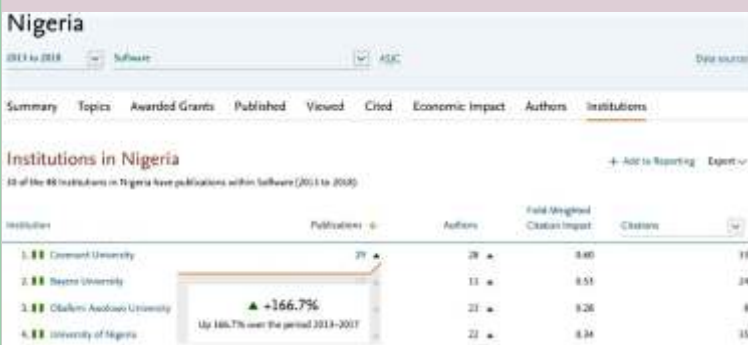 Nigeria
2013 to 2018 Software ASJC Data sources
Summary Topics Awarded Grants Published Viewed Cited Economic Impact Authors Institutions
Institutions in Nigeria
+ Add to Reporting Export
of the 48 Institutions in Nigeria have publications within Software (2013 to 2018)
Institution Publications Authors Field-Weighted Citation Impact Citations
1. Covenant University 28 0.60
2. Bayero University 11 0.53
3. Obafemi Awolowo University 23 0.28
4. University of Nigeria 22 0.34
▲ +166.7%
Up 166.7% over the period 2013-2017